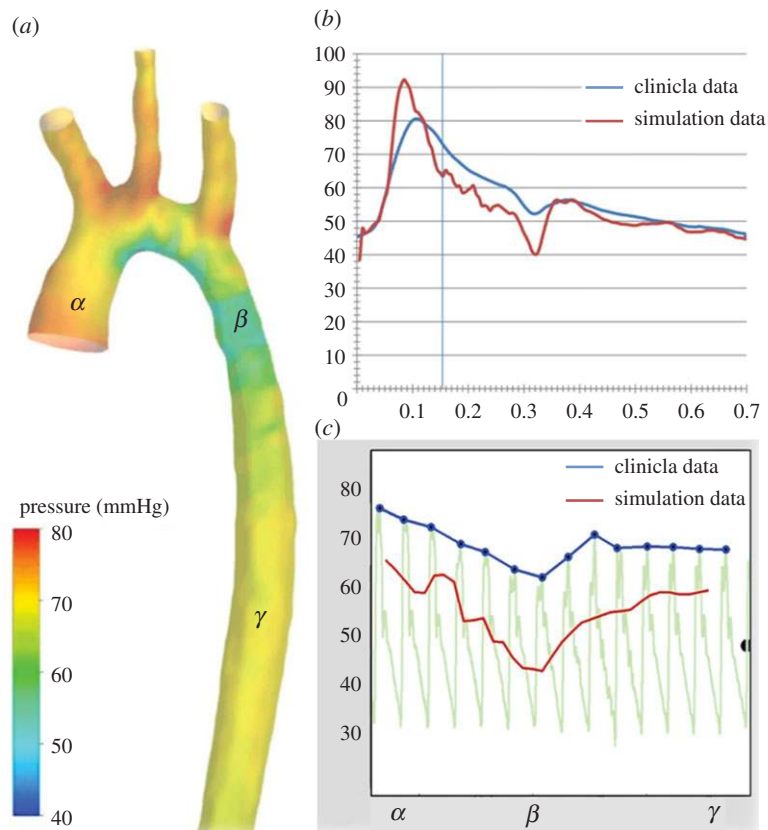 (a)
α
β
γ
pressure (mmHg)
80
70
60
50
40
(b)
100
90
80
70
60
50
40
30
20
10
0
clinicla data
simulation data
0.1 0.2 0.3 0.4 0.5 0.6 0.7
(c)
clinicla data
simulation data
80
70
60
50
40
30
α β γ